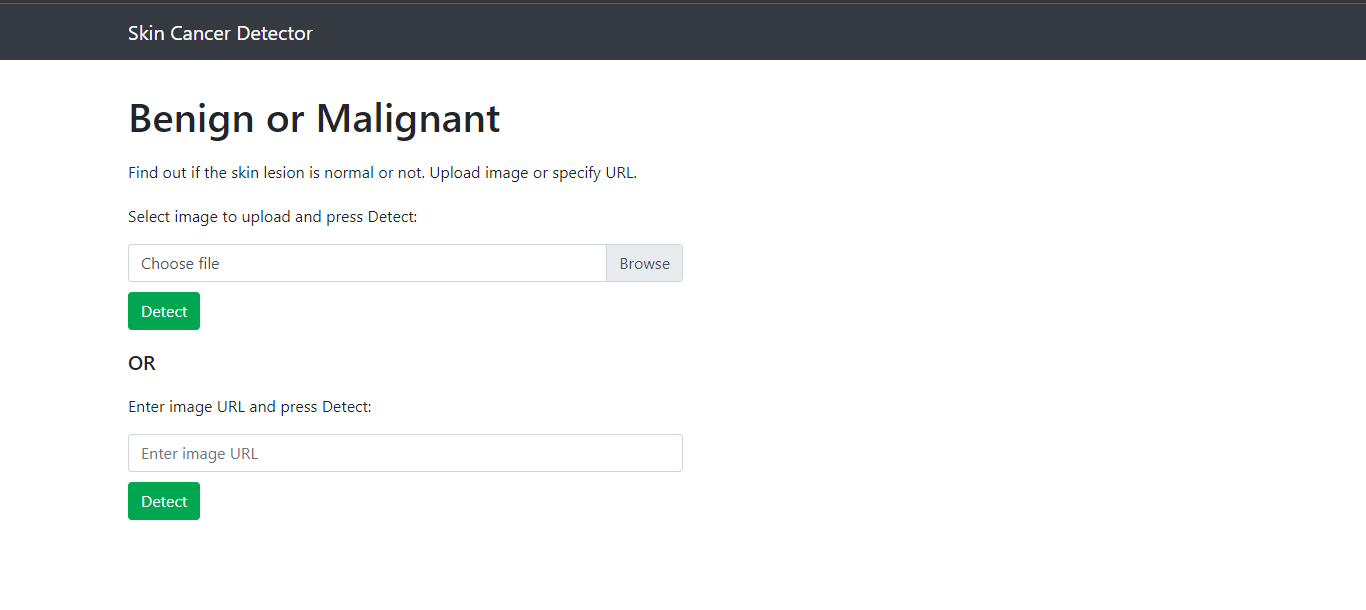 Skin Cancer Detector
Benign or Malignant
Find out if the skin lesion is normal or not. Upload image or specify URL.
Select image to upload and press Detect:
Choose file Browse
Detect
OR
Enter image URL and press Detect:
Enter image URL
Detect